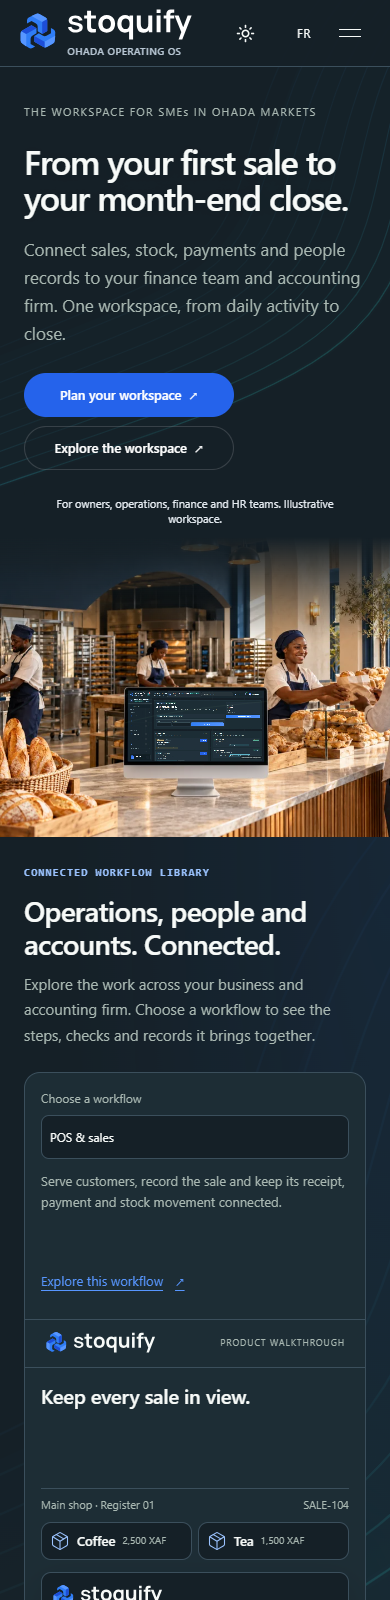 stoquify
OHADA OPERATING OS
FR
THE WORKSPACE FOR SMEs IN OHADA MARKETS
From your first sale to
your month-end close.
Connect sales, stock, payments and people
records to your finance team and accounting
firm. One workspace, from daily activity to
close.
Plan your workspace ↗
Explore the workspace ↗
For owners, operations, finance and HR teams. Illustrative
workspace.
CONNECTED WORKFLOW LIBRARY
Operations, people and
accounts. Connected.
Explore the work across your business and
accounting firm. Choose a workflow to see the
steps, checks and records it brings together.
Choose a workflow
POS & sales
Serve customers, record the sale and keep its receipt,
payment and stock movement connected.
Explore this workflow ↗
stoquify
PRODUCT WALKTHROUGH
Keep every sale in view.
Main shop · Register 01
SALE-104
Coffee 2,500 XAF
Tea 1,500 XAF
stoquify